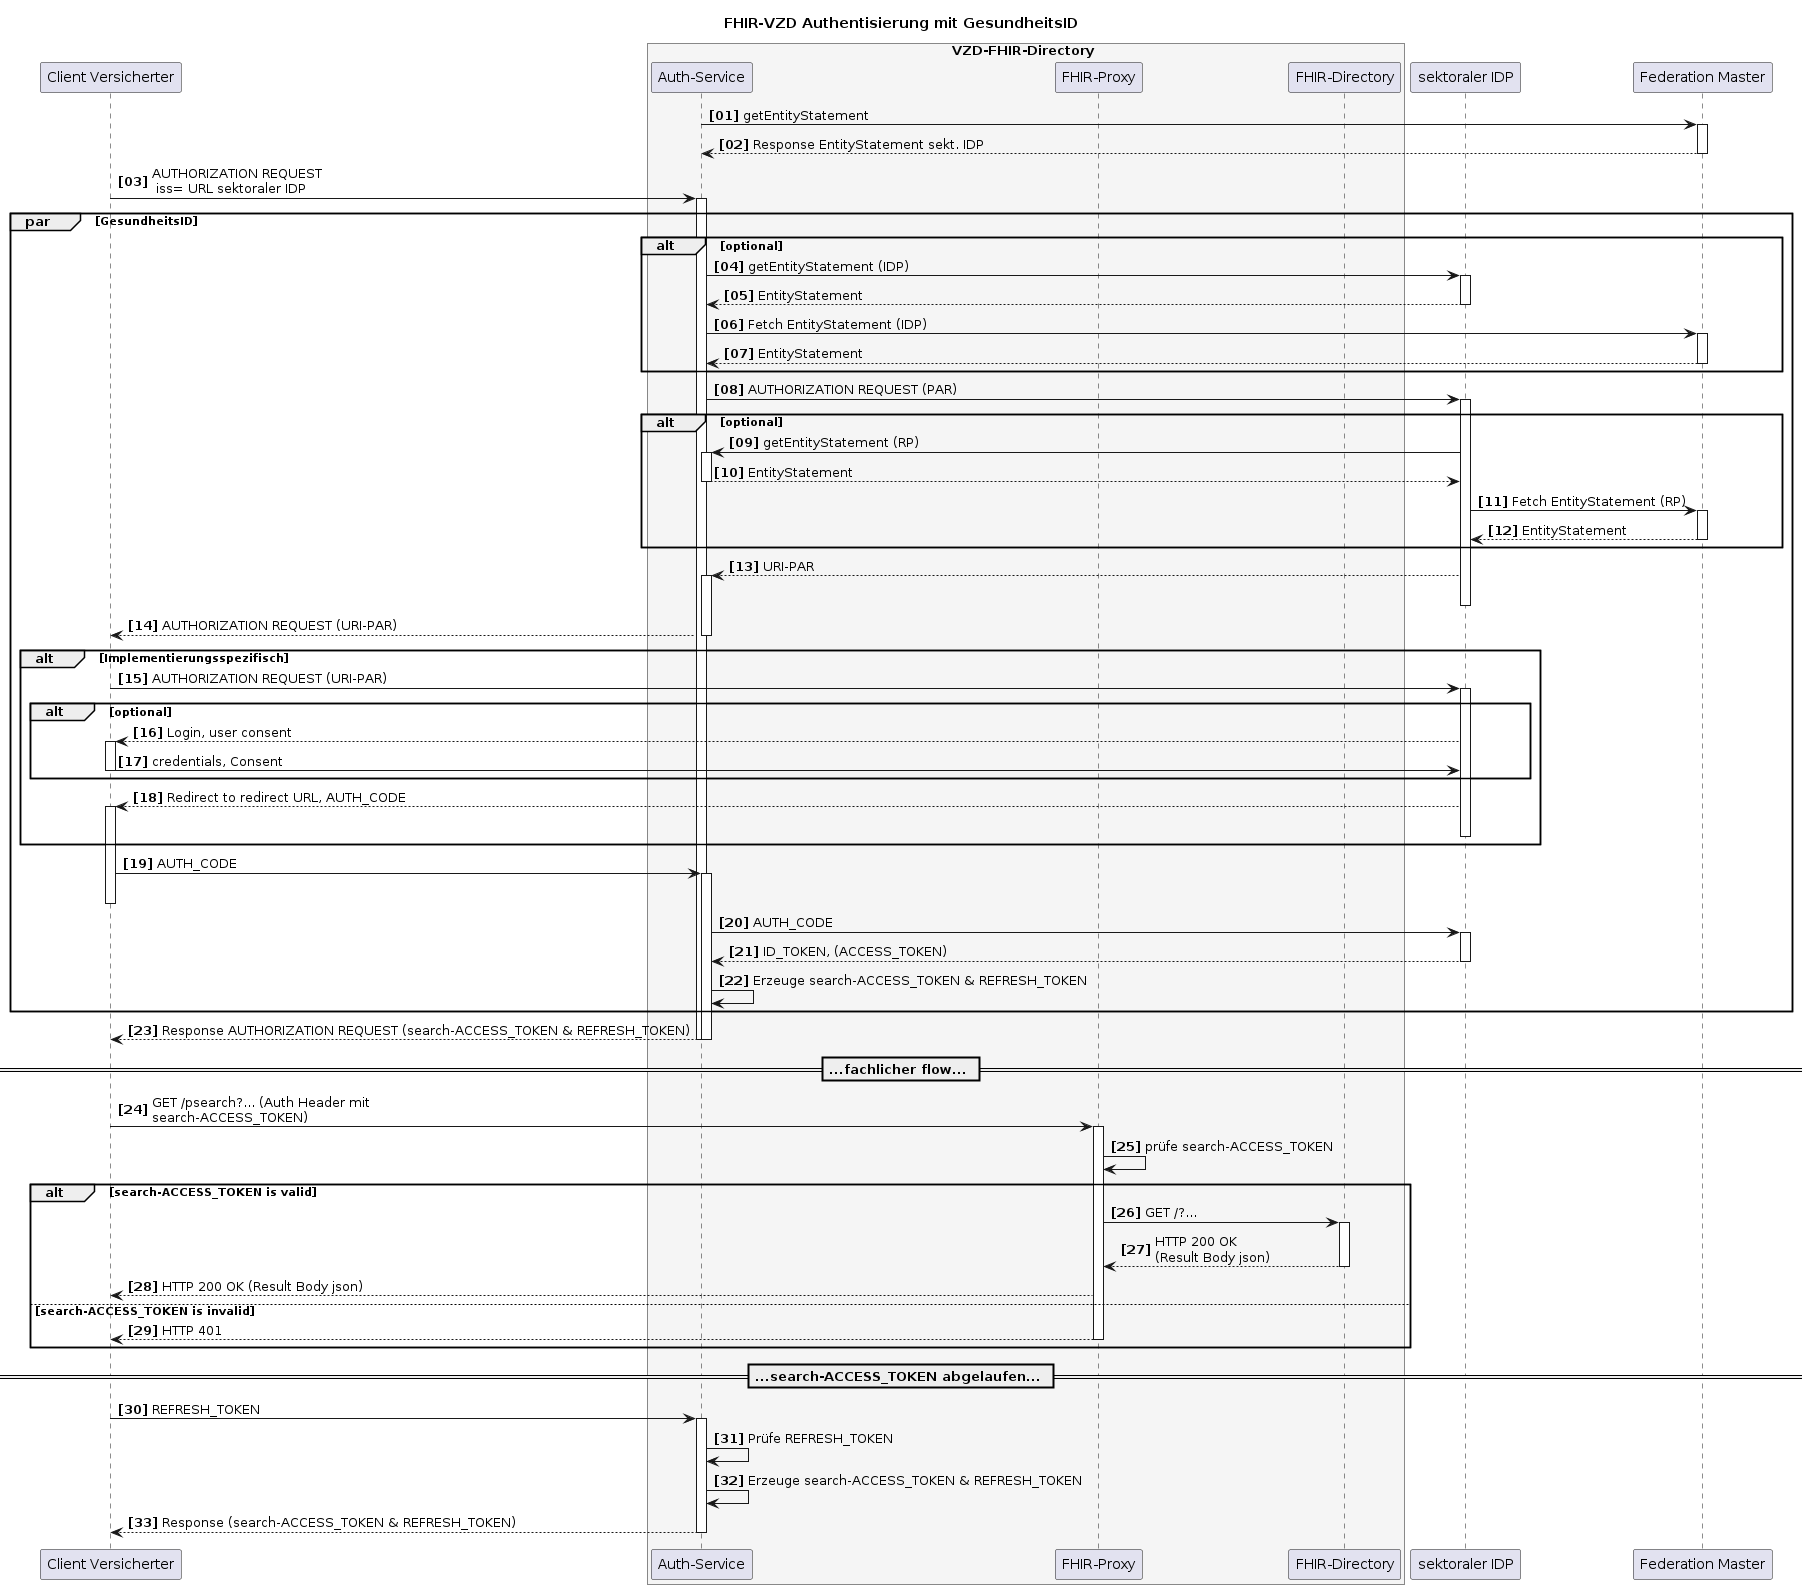 FHIR-VZD Authentisierung mit GesundheitsID
VZD-FHIR-Directory
Client Versicherter
Auth-Service
FHIR-Proxy
FHIR-Directory
sektoraler IDP
Federation Master
[01] getEntityStatement
[02] Response EntityStatement sekt. IDP
[03] AUTHORIZATION REQUEST
iss= URL sektoraler IDP
par [GesundheitsID]
alt [optional]
[04] getEntityStatement (IDP)
[05] EntityStatement
[06] Fetch EntityStatement (IDP)
[07] EntityStatement
[08] AUTHORIZATION REQUEST (PAR)
alt [optional]
[09] getEntityStatement (RP)
[10] EntityStatement
[11] Fetch EntityStatement (RP)
[12] EntityStatement
[13] URI-PAR
[14] AUTHORIZATION REQUEST (URI-PAR)
alt [Implementierungsspezifisch]
[15] AUTHORIZATION REQUEST (URI-PAR)
alt [optional]
[16] Login, user consent
[17] credentials, Consent
[18] Redirect to redirect URL, AUTH_CODE
[19] AUTH_CODE
[20] AUTH_CODE
[21] ID_TOKEN, (ACCESS_TOKEN)
[22] Erzeuge search-ACCESS_TOKEN & REFRESH_TOKEN
[23] Response AUTHORIZATION REQUEST (search-ACCESS_TOKEN & REFRESH_TOKEN)
...fachlicher flow...
[24] GET /psearch?... (Auth Header mit
search-ACCESS_TOKEN)
[25] prüfe search-ACCESS_TOKEN
alt [search-ACCESS_TOKEN is valid]
[26] GET /?...
[27] HTTP 200 OK
(Result Body json)
[28] HTTP 200 OK (Result Body json)
[search-ACCESS_TOKEN is invalid]
[29] HTTP 401
...search-ACCESS_TOKEN abgelaufen...
[30] REFRESH_TOKEN
[31] Prüfe REFRESH_TOKEN
[32] Erzeuge search-ACCESS_TOKEN & REFRESH_TOKEN
[33] Response (search-ACCESS_TOKEN & REFRESH_TOKEN)
Client Versicherter
Auth-Service
FHIR-Proxy
FHIR-Directory
sektoraler IDP
Federation Master